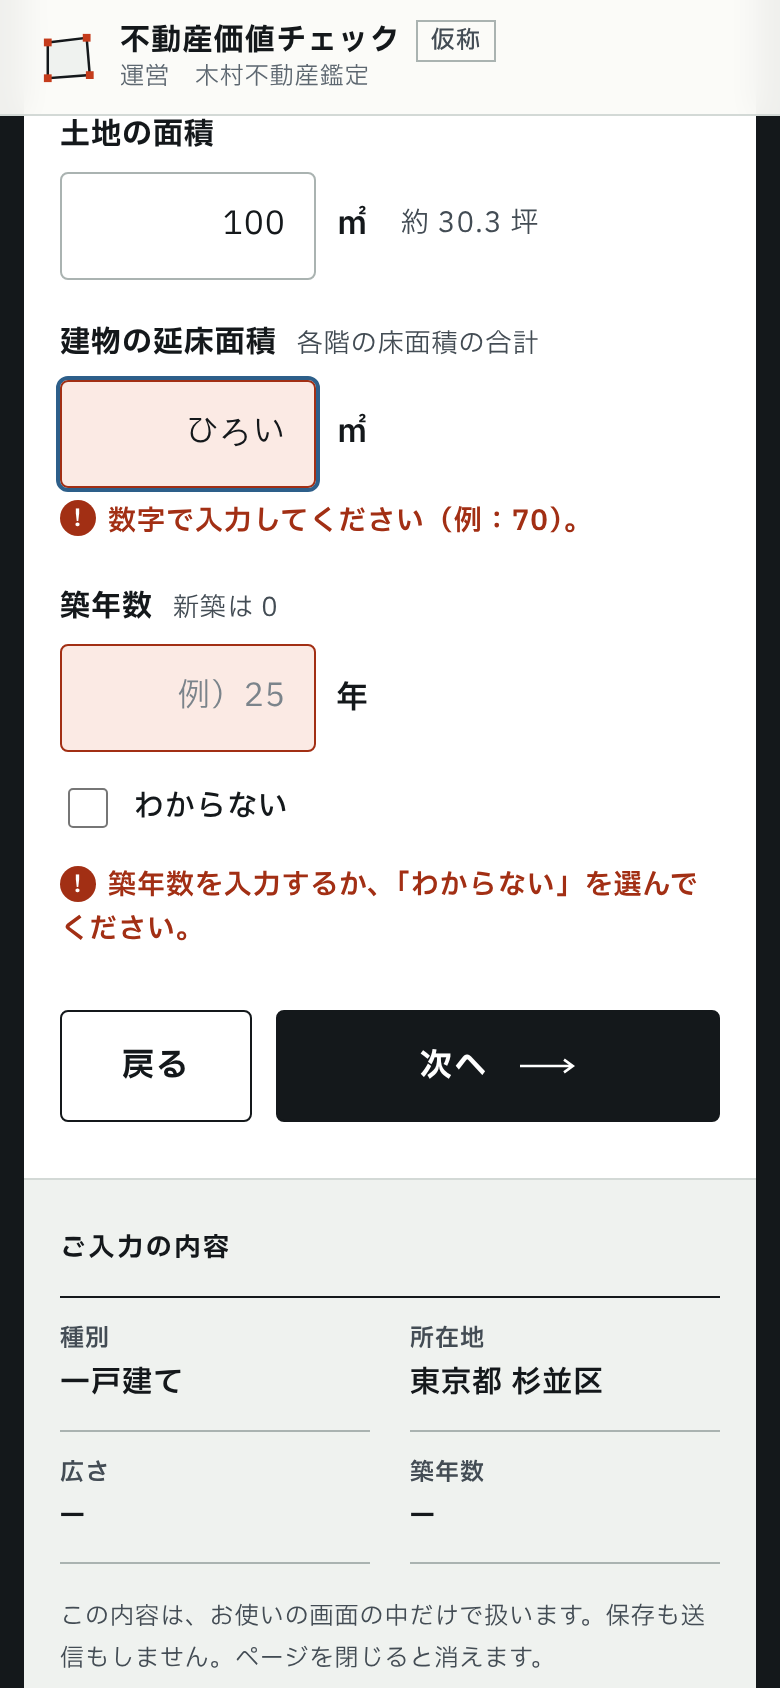 不動産価値チェック 仮称
運営 木村不動産鑑定
土地の面積
100 ㎡ 約 30.3 坪
建物の延床面積 各階の床面積の合計
ひろい ㎡
! 数字で入力してください（例：70）。
築年数 新築は 0
例）25 年
わからない
! 築年数を入力するか、「わからない」を選んで
ください。
戻る 次へ →
ご入力の内容
種別 所在地
一戸建て 東京都 杉並区
広さ 築年数
— —
この内容は、お使いの画面の中だけで扱います。保存も送
信もしません。ページを閉じると消えます。